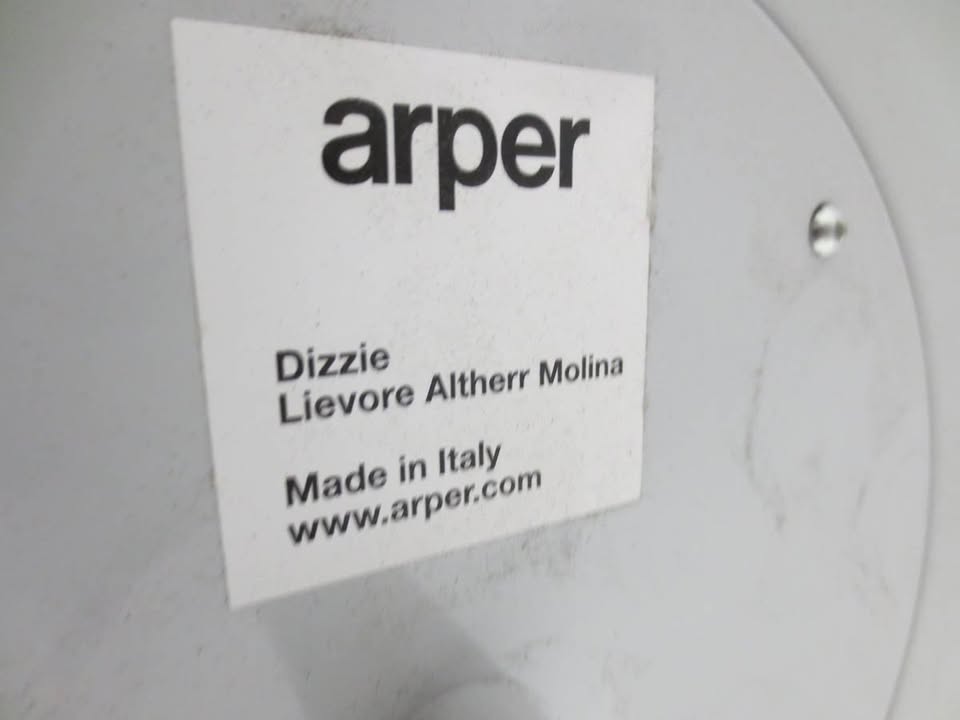 arper
Dizzie
Lievore Altherr Molina
Made in Italy
www.arper.com